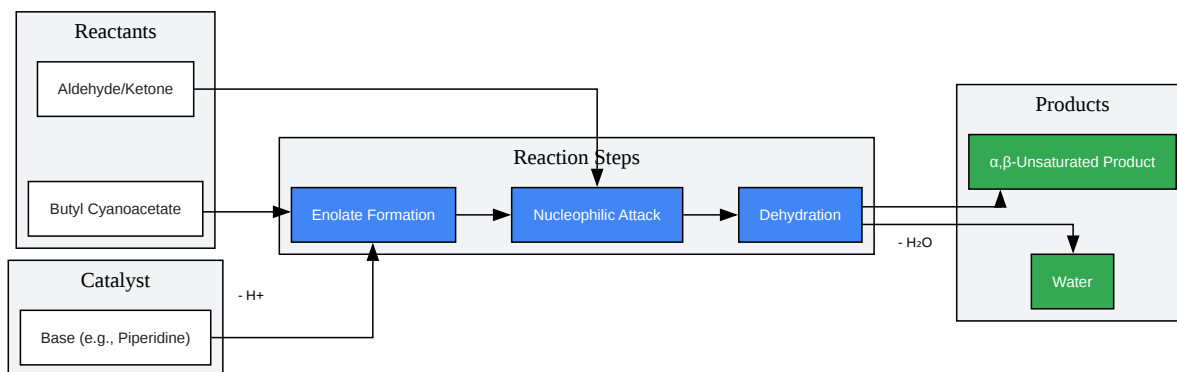 Reactants
Aldehyde/Ketone
Butyl Cyanoacetate
Catalyst
Base (e.g., Piperidine)
- H+
Reaction Steps
Enolate Formation
Nucleophilic Attack
Dehydration
- H₂O
Products
α,β-Unsaturated Product
Water